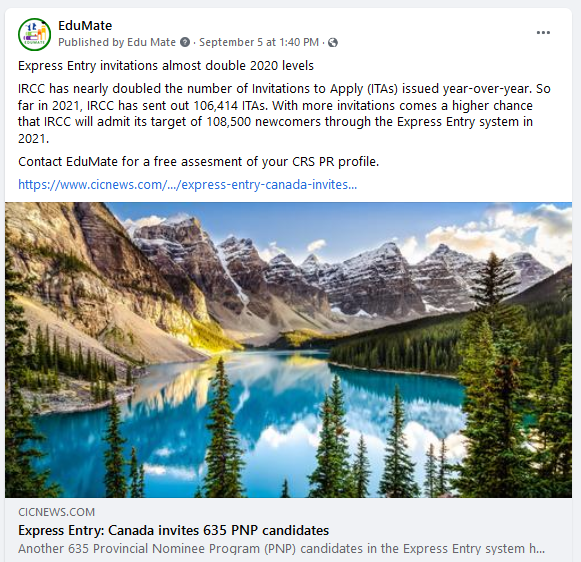 EduMate
Published by Edu Mate · September 5 at 1:40 PM ·
Express Entry invitations almost double 2020 levels
IRCC has nearly doubled the number of Invitations to Apply (ITAs) issued year-over-year. So
far in 2021, IRCC has sent out 106,414 ITAs. With more invitations comes a higher chance
that IRCC will admit its target of 108,500 newcomers through the Express Entry system in
2021.
Contact EduMate for a free assesment of your CRS PR profile.
https://www.cicnews.com/.../express-entry-canada-invites...
CICNEWS.COM
Express Entry: Canada invites 635 PNP candidates
Another 635 Provincial Nominee Program (PNP) candidates in the Express Entry system h...